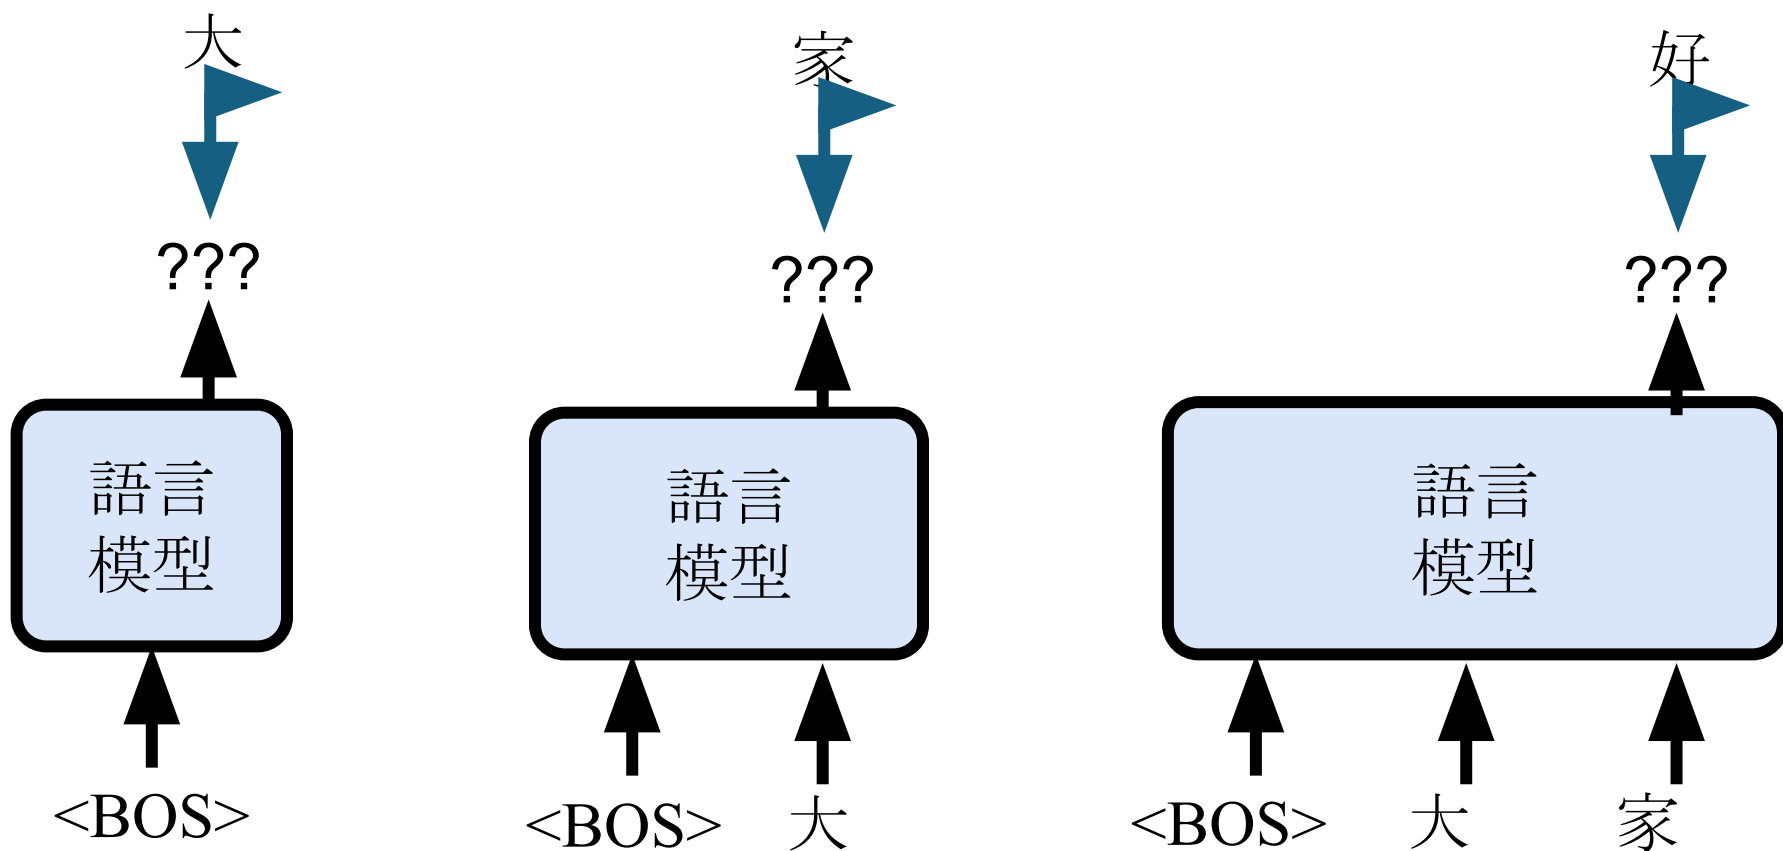 大
???
語言
模型
<BOS>
家
???
語言
模型
<BOS> 大
好
???
語言
模型
<BOS> 大 家